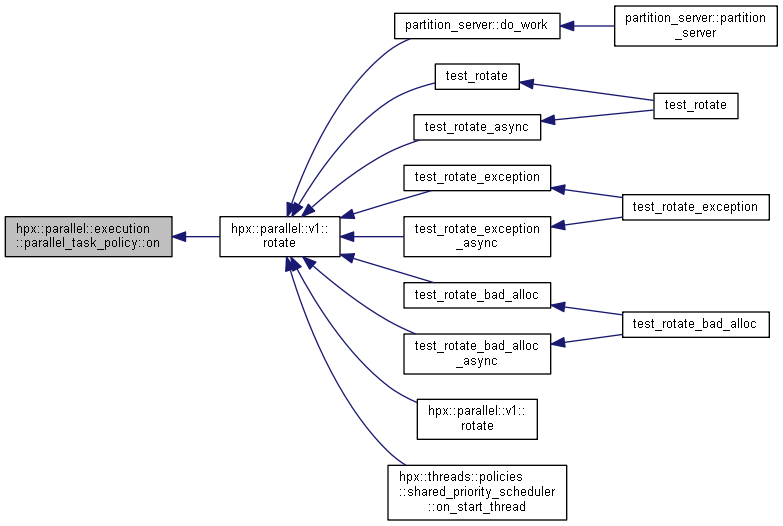 hpx::parallel::execution
::parallel_task_policy::on
hpx::parallel::v1::
rotate
partition_server::do_work
partition_server::partition
_server
test_rotate
test_rotate_async
test_rotate
test_rotate_exception
test_rotate_exception
_async
test_rotate_exception
test_rotate_bad_alloc
test_rotate_bad_alloc
_async
test_rotate_bad_alloc
hpx::parallel::v1::
rotate
hpx::threads::policies
::shared_priority_scheduler
::on_start_thread